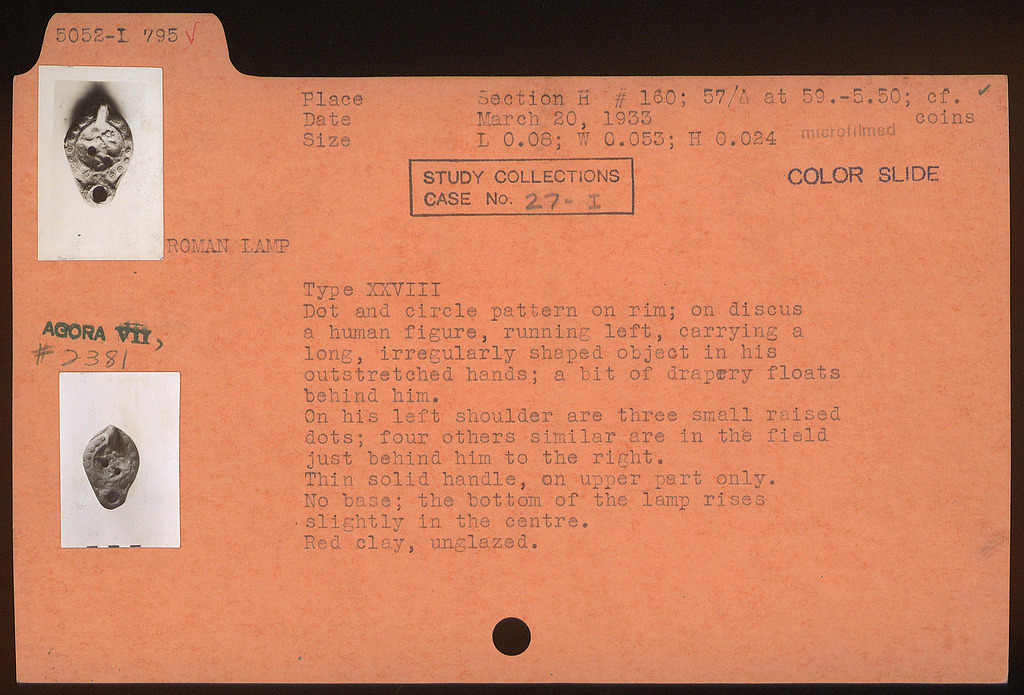 5052-L 795 ✓
Place Section H # 160; 57/Δ at 59.-5.50; cf. ✓
coins
Date March 20, 1933
Size L 0.08; W 0.053; H 0.024
microfilmed
STUDY COLLECTIONS
CASE No. 27-I
COLOR SLIDE
ROMAN LAMP
AGORA VII,
# 2381
Type XXVIII
Dot and circle pattern on rim; on discus
a human figure, running left, carrying a
long, irregularly shaped object in his
outstretched hands; a bit of drapery floats
behind him.
On his left shoulder are three small raised
dots; four others similar are in the field
just behind him to the right.
Thin solid handle, on upper part only.
No base; the bottom of the lamp rises
slightly in the centre.
Red clay, unglazed.